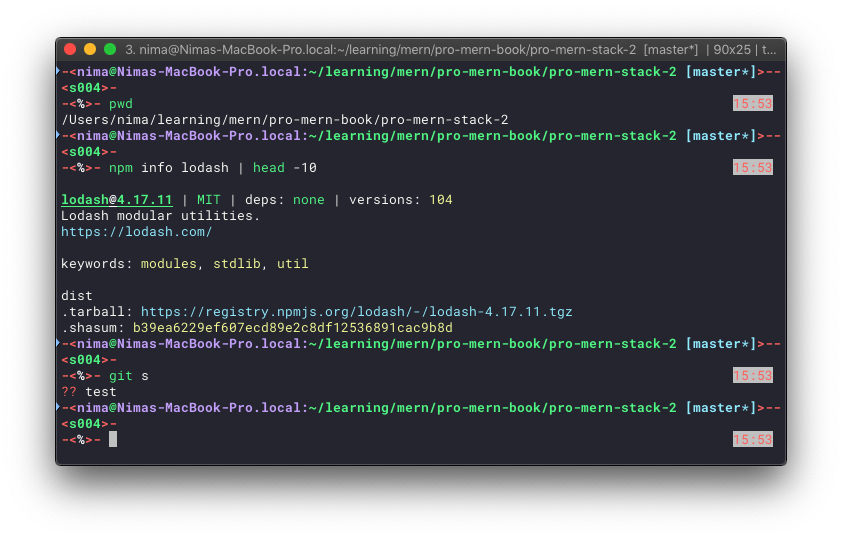 3. nima@Nimas-MacBook-Pro.local:~/learning/mern/pro-mern-book/pro-mern-stack-2 [master*] | 90x25 | t...
-<nima@Nimas-MacBook-Pro.local:~/learning/mern/pro-mern-book/pro-mern-stack-2 [master*]>--
<s004>-
-<%>- pwd 15:53
/Users/nima/learning/mern/pro-mern-book/pro-mern-stack-2
-<nima@Nimas-MacBook-Pro.local:~/learning/mern/pro-mern-book/pro-mern-stack-2 [master*]>--
<s004>-
-<%>- npm info lodash | head -10 15:53
lodash@4.17.11 | MIT | deps: none | versions: 104
Lodash modular utilities.
https://lodash.com/
keywords: modules, stdlib, util
dist
.tarball: https://registry.npmjs.org/lodash/-/lodash-4.17.11.tgz
.shasum: b39ea6229ef607ecd89e2c8df12536891cac9b8d
-<nima@Nimas-MacBook-Pro.local:~/learning/mern/pro-mern-book/pro-mern-stack-2 [master*]>--
<s004>-
-<%>- git s 15:53
?? test
-<nima@Nimas-MacBook-Pro.local:~/learning/mern/pro-mern-book/pro-mern-stack-2 [master*]>--
<s004>-
-<%>- 15:53